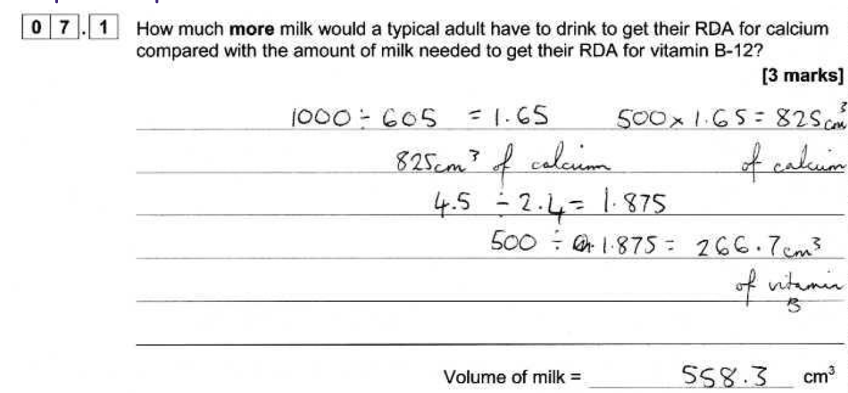 0 7 . 1 How much more milk would a typical adult have to drink to get their RDA for calcium
compared with the amount of milk needed to get their RDA for vitamin B-12?
[3 marks]
1000 ÷ 605 = 1.65 500 × 1.65 = 825cm³
825cm³ of calcium of calcium
4.5 ÷ 2.4 = 1.875
500 ÷ 1.875 = 266.7cm³
of vitamin
B
Volume of milk = 558.3 cm³